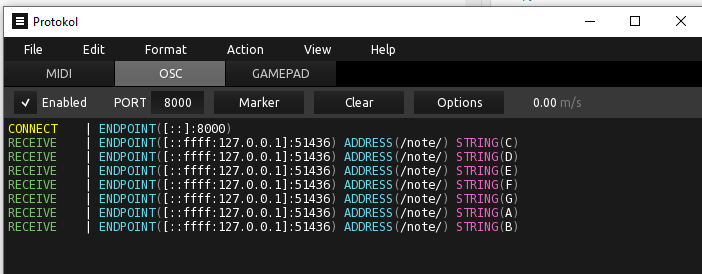 Protokol
File Edit Format Action View Help
MIDI OSC GAMEPAD
Enabled PORT 8000 Marker Clear Options 0.00 m/s
CONNECT | ENDPOINT([::]:8000)
RECEIVE | ENDPOINT([::ffff:127.0.0.1]:51436) ADDRESS(/note/) STRING(C)
RECEIVE | ENDPOINT([::ffff:127.0.0.1]:51436) ADDRESS(/note/) STRING(D)
RECEIVE | ENDPOINT([::ffff:127.0.0.1]:51436) ADDRESS(/note/) STRING(E)
RECEIVE | ENDPOINT([::ffff:127.0.0.1]:51436) ADDRESS(/note/) STRING(F)
RECEIVE | ENDPOINT([::ffff:127.0.0.1]:51436) ADDRESS(/note/) STRING(G)
RECEIVE | ENDPOINT([::ffff:127.0.0.1]:51436) ADDRESS(/note/) STRING(A)
RECEIVE | ENDPOINT([::ffff:127.0.0.1]:51436) ADDRESS(/note/) STRING(B)